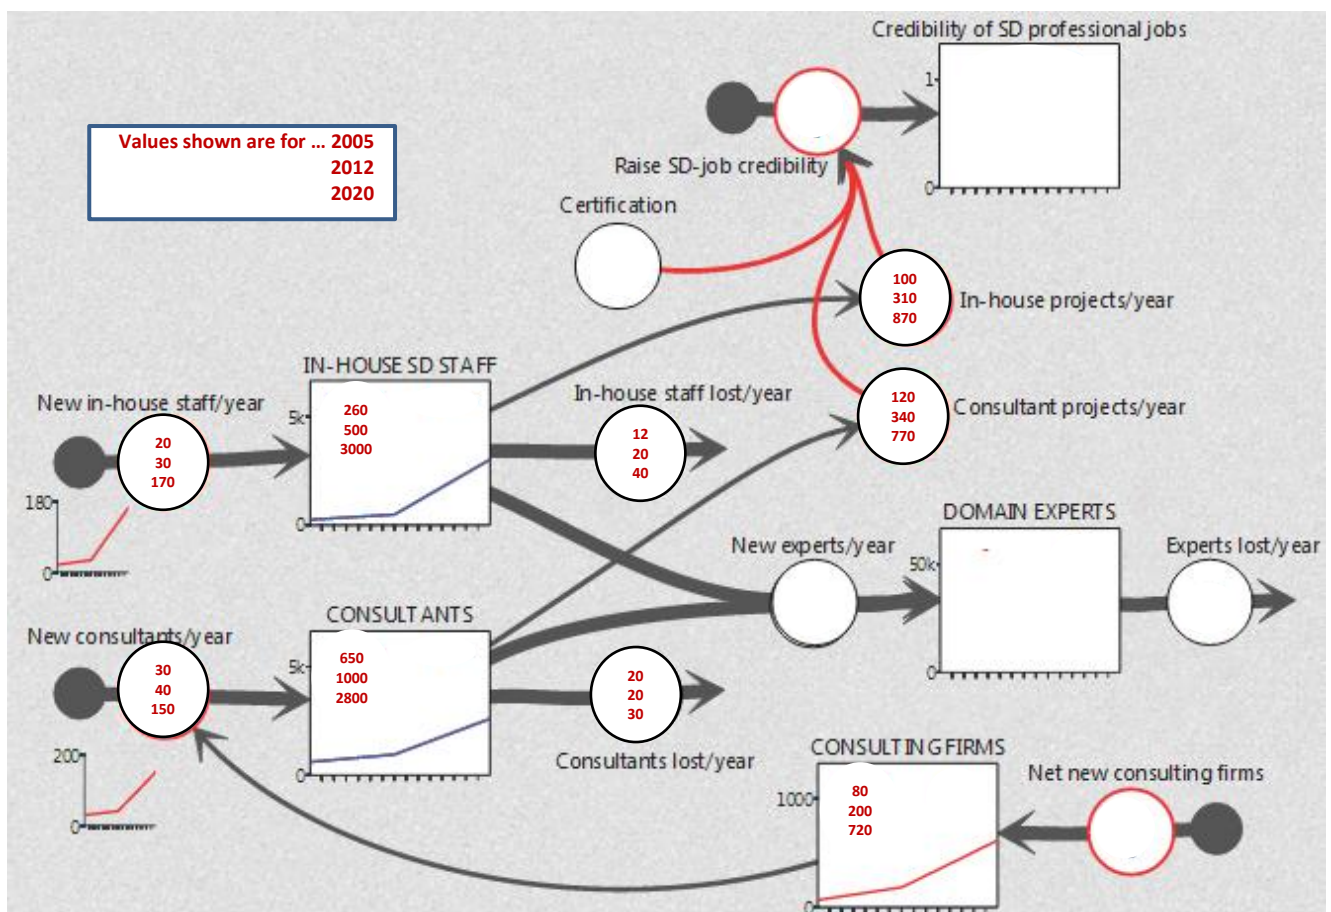 Credibility of SD professional jobs
1
0
Values shown are for ... 2005
2012
2020
Raise SD-job credibility
Certification
100
310
870
In-house projects/year
IN-HOUSE SD STAFF
5k
0
260
500
3000
New in-house staff/year
20
30
170
180
0
In-house staff lost/year
12
20
40
120
340
770
Consultant projects/year
DOMAIN EXPERTS
50k
0
New experts/year
Experts lost/year
CONSULTANTS
5k
0
650
1000
2800
New consultants/year
30
40
150
200
0
20
20
30
Consultants lost/year
CONSULTING FIRMS
1000
0
80
200
720
Net new consulting firms